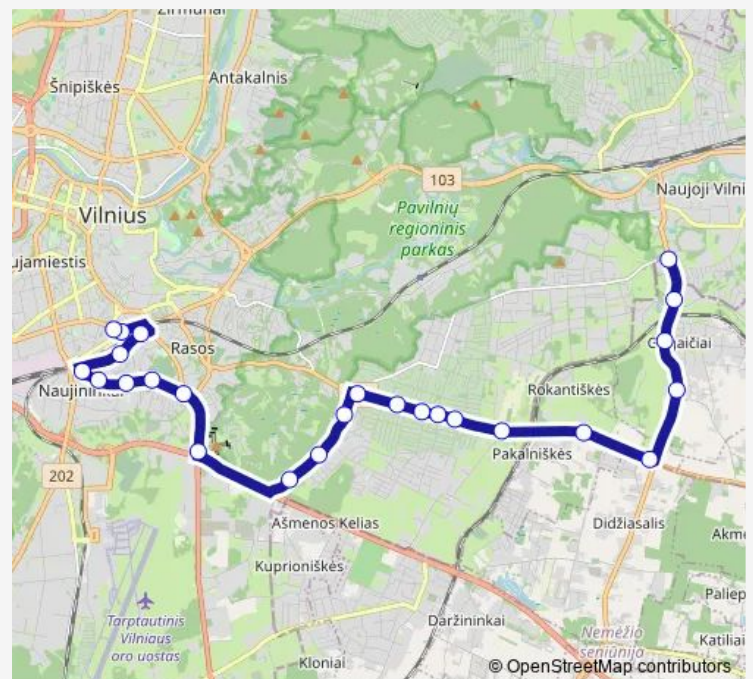 Žirmūnai
Šnipiškės
Antakalnis
103
Naujoji Vilni
Vilnius
Pavilnių
regioninis
parkas
ujamiestis
Rasos
Naujininkai
Rokantiškės
Pakalniškės
202
Ašmenos Kelias
Didžiasalis
Akme
Kuprioniškės
Tarptautinis
Vilniaus
oro uostas
Daržininkai
Paliep
Nemėžio
seniūnija
Katiliai
Kloniai
© OpenStreetMap contributors